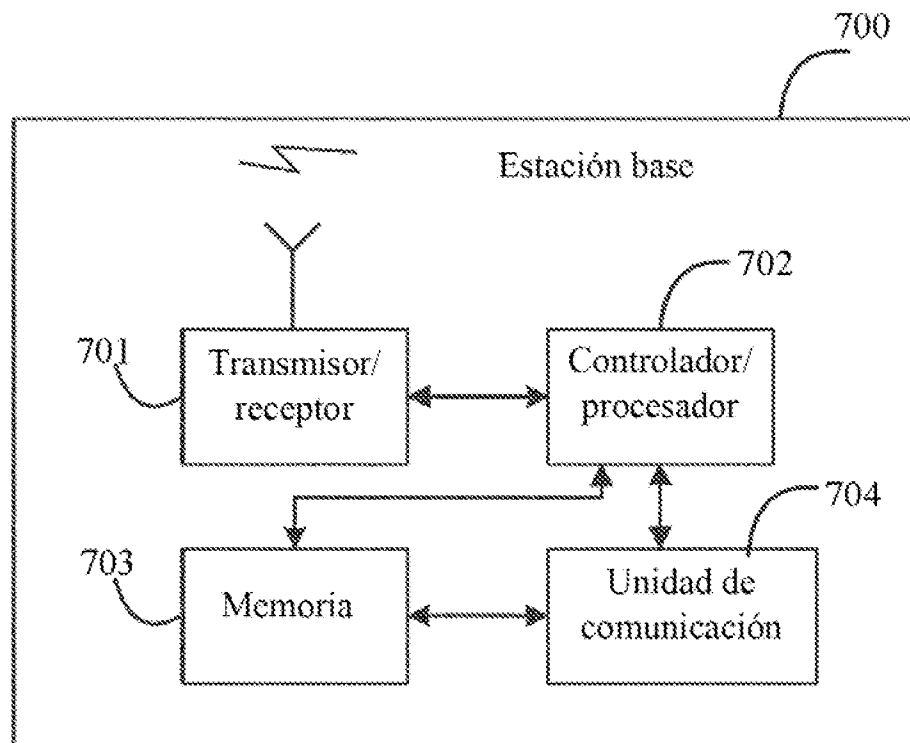 700
Estación base
702
701
Transmisor/
receptor
Controlador/
procesador
704
703
Memoria
Unidad de
comunicación